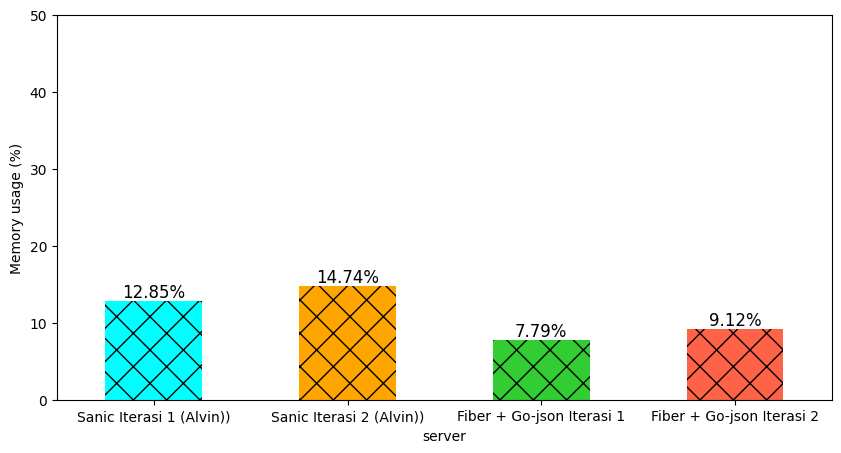 50
40
30
20
10
0
Memory usage (%)
12.85%
14.74%
7.79%
9.12%
Sanic Iterasi 1 (Alvin))
Sanic Iterasi 2 (Alvin))
Fiber + Go-json Iterasi 1
Fiber + Go-json Iterasi 2
server